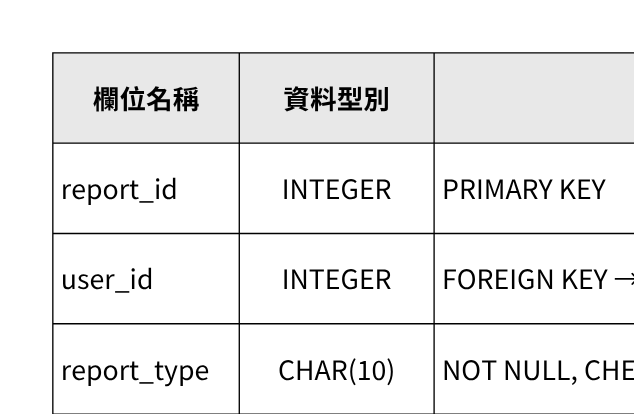 欄位名稱 資料型別
report_id INTEGER PRIMARY KEY
user_id INTEGER FOREIGN KEY →
report_type CHAR(10) NOT NULL,